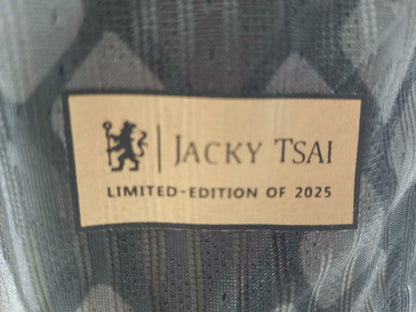 JACKY TSAI
LIMITED-EDITION OF 2025